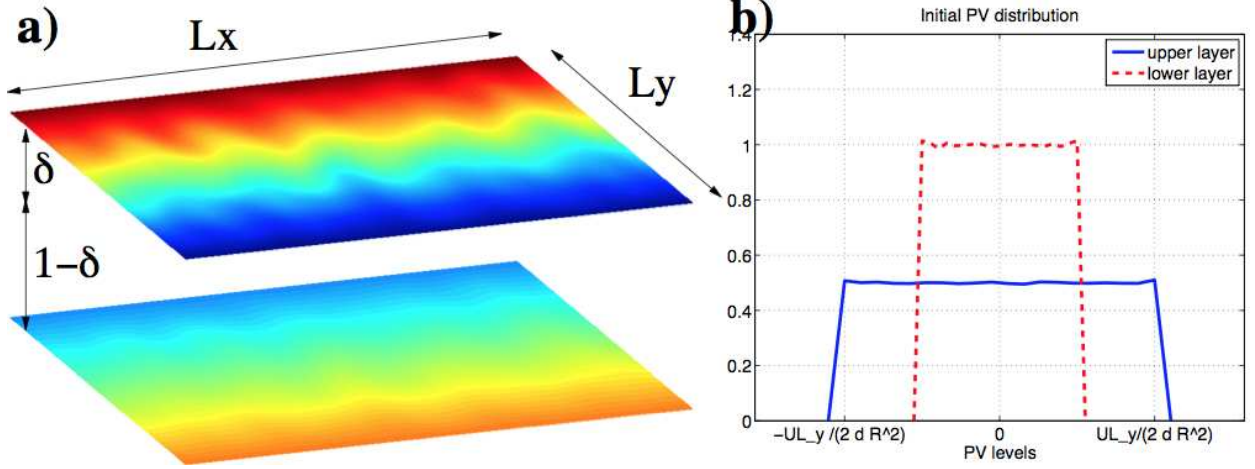 a)
Lx
Ly
δ
1−δ
b)
Initial PV distribution
upper layer
lower layer
1.4
1.2
1
0.8
0.6
0.4
0.2
0
−UL_y /(2 d R^2)
0
UL_y/(2 d R^2)
PV levels